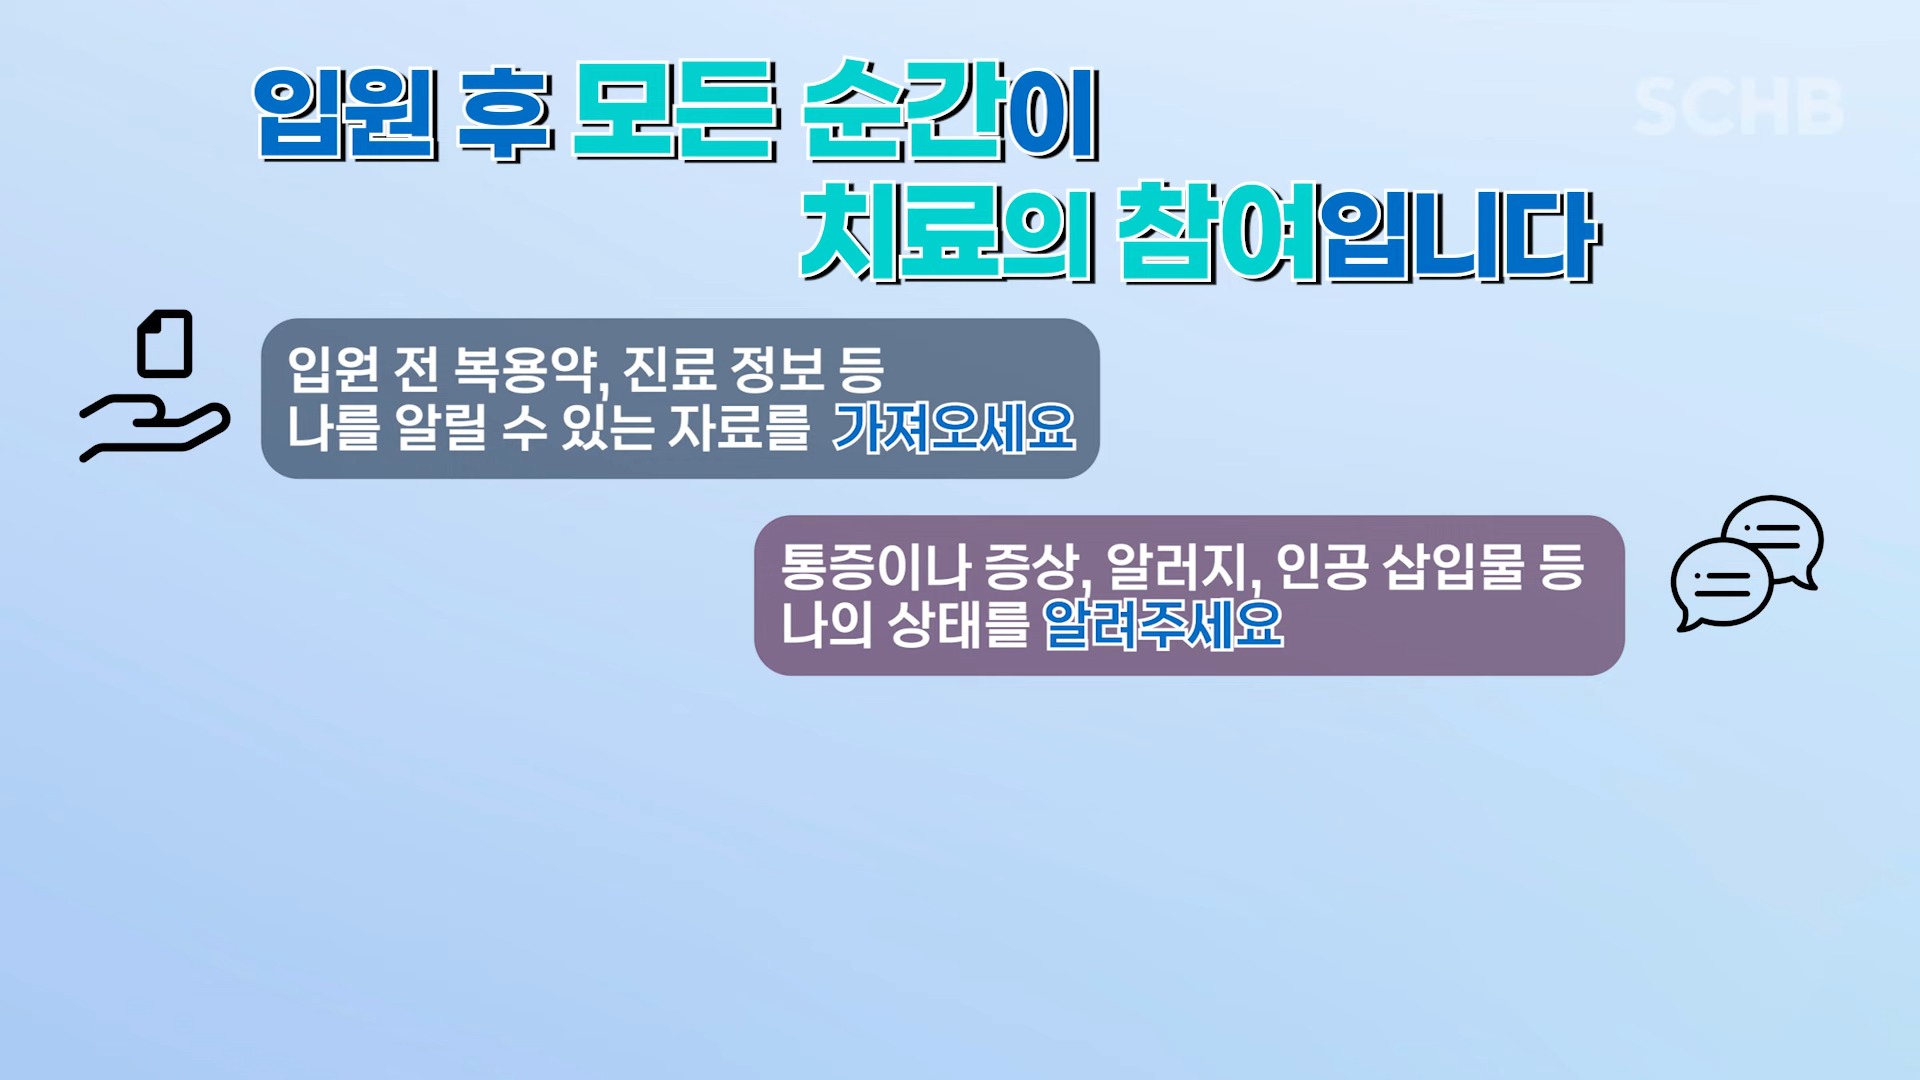 입원 후 모든 순간이
치료의 참여입니다
SCHB
입원 전 복용약, 진료 정보 등
나를 알릴 수 있는 자료를 가져오세요
통증이나 증상, 알러지, 인공 삽입물 등
나의 상태를 알려주세요